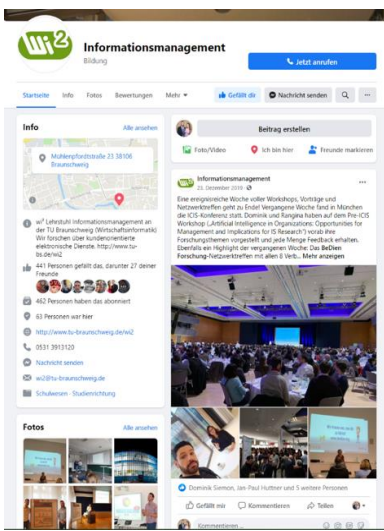 Wi2
Informationsmanagement
Bildung
Jetzt anrufen
Startseite Info Fotos Bewertungen Mehr
Gefällt dir Nachricht senden
Info Alle ansehen
Mühlenpfordtstraße 23 38106
Braunschweig
wi² Lehrstuhl Informationsmanagement an
der TU Braunschweig (Wirtschaftsinformatik)
Wir forschen über kundenorientierte
elektronische Dienste. http://www.tu-
bs.de/wi2
441 Personen gefällt das, darunter 27 deiner
Freunde
462 Personen haben das abonniert
63 Personen war hier
http://www.tu-braunschweig.de/wi2
0531 3913120
Nachricht senden
wi2@tu-braunschweig.de
Schulwesen · Studienrichtung
Fotos Alle ansehen
Beitrag erstellen
Foto/Video Ich bin hier Freunde markieren
Informationsmanagement
23. Dezember 2019
Eine ereignisreiche Woche voller Workshops, Vorträge und
Netzwerktreffen geht zu Ende! Vergangene Woche fand in München
die ICIS-Konferenz statt. Dominik und Rangina haben auf dem Pre-ICIS
Workshop („Artificial Intelligence in Organizations: Opportunities for
Management and Implications for IS Research“) vorab ihre
Forschungsthemen vorgestellt und jede Menge Feedback erhalten.
Ebenfalls ein Highlight der vergangenen Woche: Das BeDien
Forschung-Netzwerktreffen mit allen 8 Verb... Mehr anzeigen
Dominik Siemon, Jan-Paul Huttner und 5 weitere Personen
Gefällt mir Kommentieren Teilen
Kommentieren ...